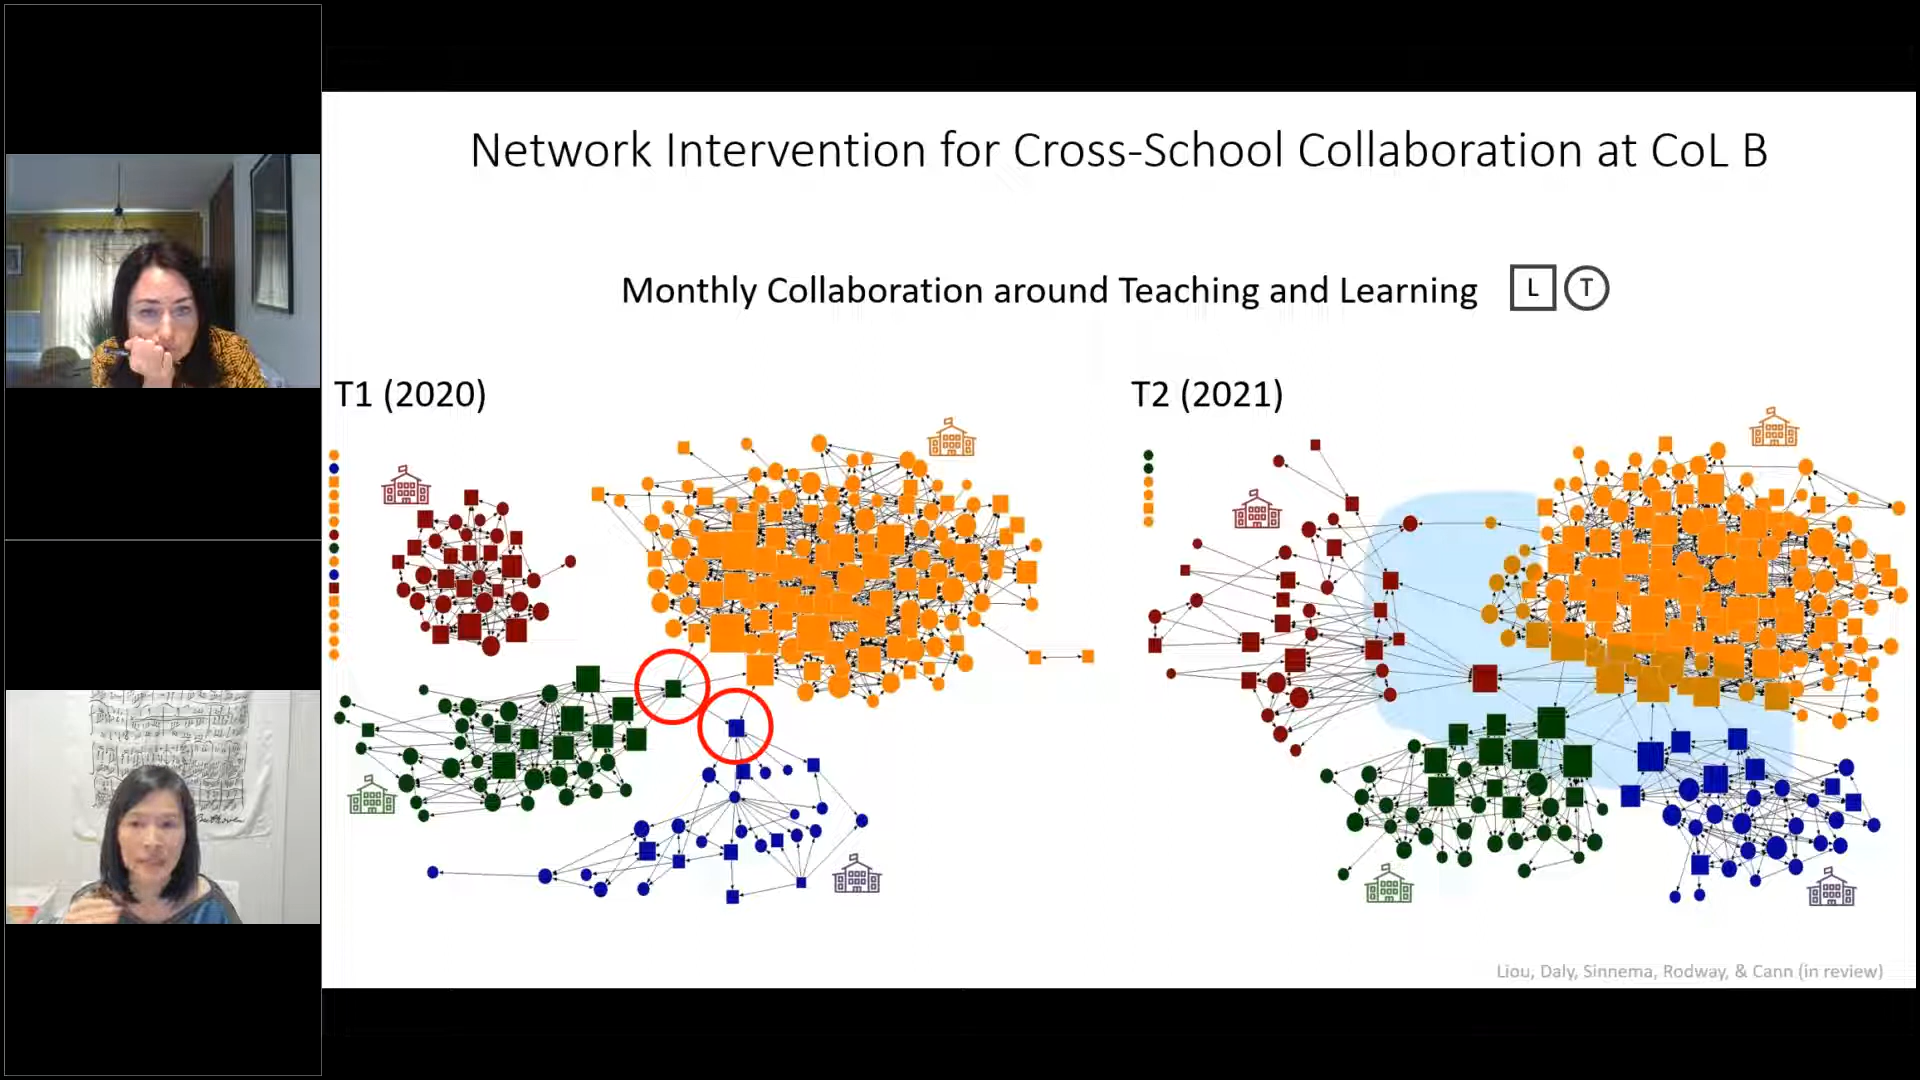 Network Intervention for Cross-School Collaboration at CoL B
Monthly Collaboration around Teaching and Learning L T
T1 (2020)
T2 (2021)
Liou, Daly, Sinnema, Rodway, & Cann (in review)